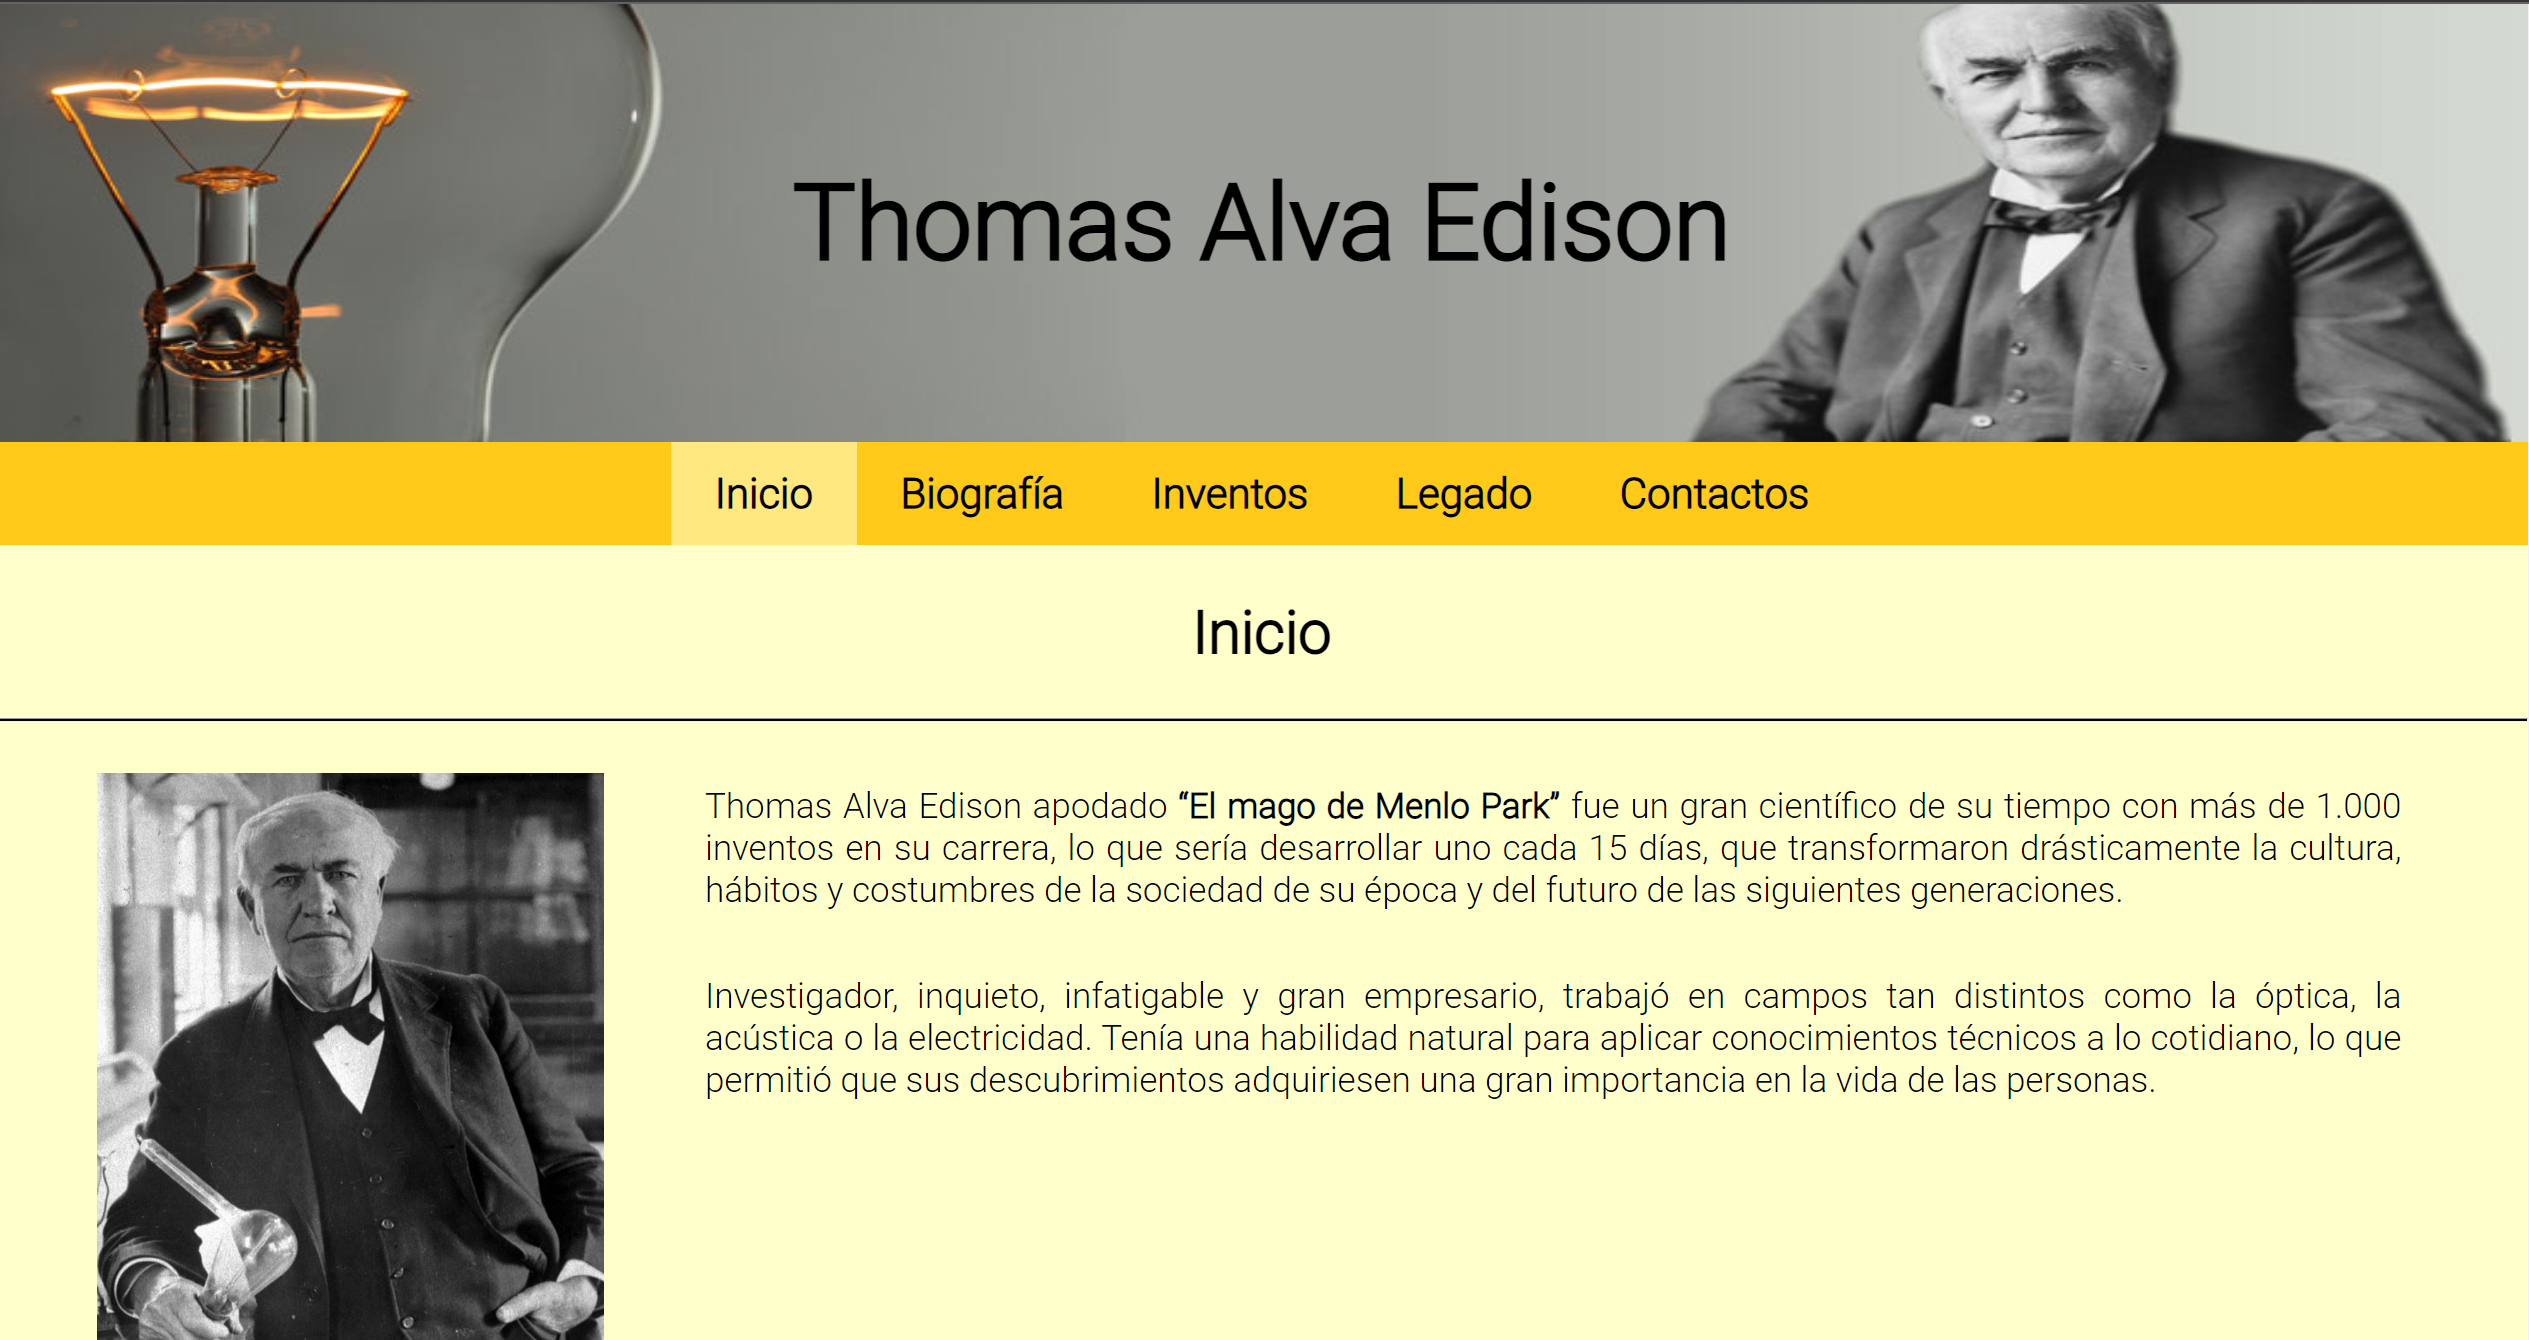 Thomas Alva Edison
Inicio Biografía Inventos Legado Contactos
Inicio
Thomas Alva Edison apodado “El mago de Menlo Park” fue un gran científico de su tiempo con más de 1.000
inventos en su carrera, lo que sería desarrollar uno cada 15 días, que transformaron drásticamente la cultura,
hábitos y costumbres de la sociedad de su época y del futuro de las siguientes generaciones.
Investigador, inquieto, infatigable y gran empresario, trabajó en campos tan distintos como la óptica, la
acústica o la electricidad. Tenía una habilidad natural para aplicar conocimientos técnicos a lo cotidiano, lo que
permitió que sus descubrimientos adquiriesen una gran importancia en la vida de las personas.